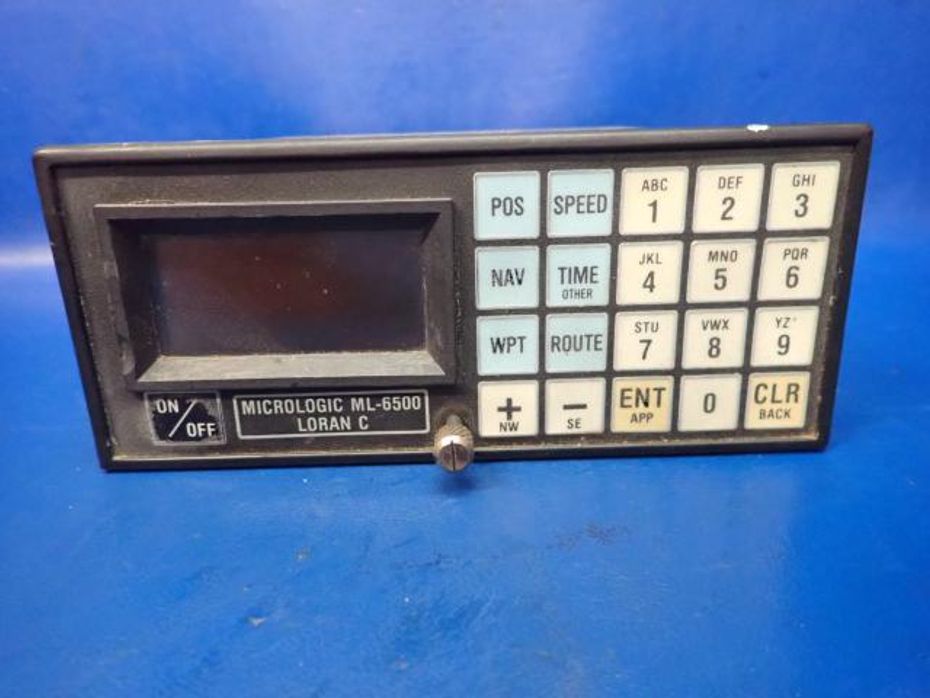 POS SPEED ABC DEF GHI
1 2 3
NAV TIME JKL MNO PQR
OTHER 4 5 6
WPT ROUTE STU VWX YZ*
7 8 9
+ − ENT 0 CLR
NW SE APP BACK
ON/OFF
MICROLOGIC ML-6500
LORAN C